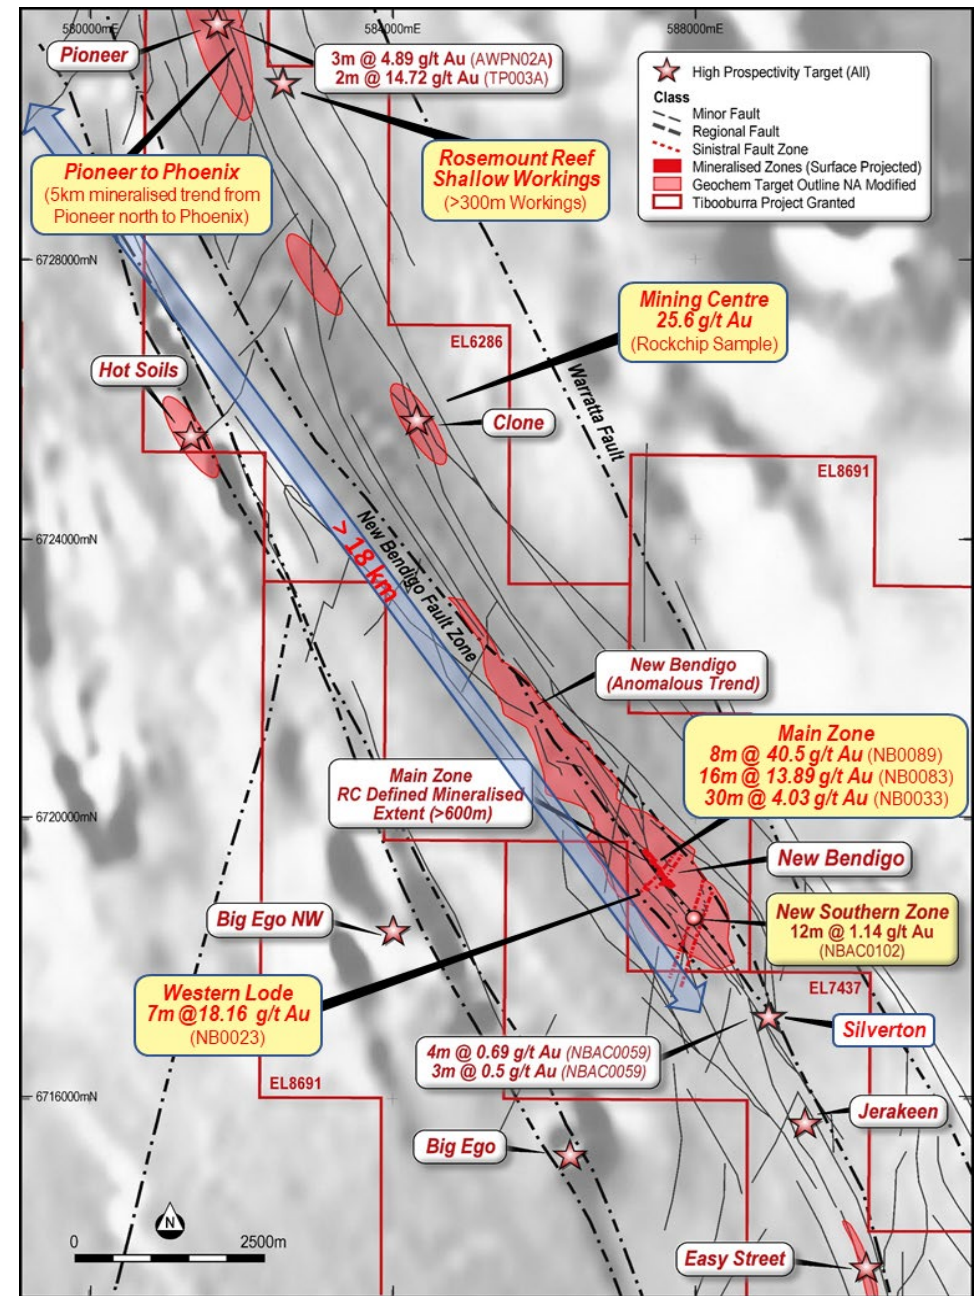 580000mE
584000mE
588000mE
Pioneer
3m @ 4.89 g/t Au (AWPN02A)
2m @ 14.72 g/t Au (TP003A)
High Prospectivity Target (All)
Class
Minor Fault
Regional Fault
Sinistral Fault Zone
Mineralised Zones (Surface Projected)
Geochem Target Outline NA Modified
Tibooburra Project Granted
Pioneer to Phoenix
(5km mineralised trend from
Pioneer north to Phoenix)
Rosemount Reef
Shallow Workings
(>300m Workings)
6728000mN
Mining Centre
25.6 g/t Au
(Rockchip Sample)
EL6286
Hot Soils
Warratta Fault
Clone
EL8691
6724000mN
New Bendigo Fault Zone
> 18 km
New Bendigo
(Anomalous Trend)
Main Zone
8m @ 40.5 g/t Au (NB0089)
16m @ 13.89 g/t Au (NB0083)
30m @ 4.03 g/t Au (NB0033)
Main Zone
RC Defined Mineralised
Extent (>600m)
6720000mN
New Bendigo
Big Ego NW
New Southern Zone
12m @ 1.14 g/t Au
(NBAC0102)
EL7437
Western Lode
7m @18.16 g/t Au
(NB0023)
Silverton
4m @ 0.69 g/t Au (NBAC0059)
3m @ 0.5 g/t Au (NBAC0059)
EL8691
6716000mN
Jerakeen
Big Ego
N
0 2500m
Easy Street